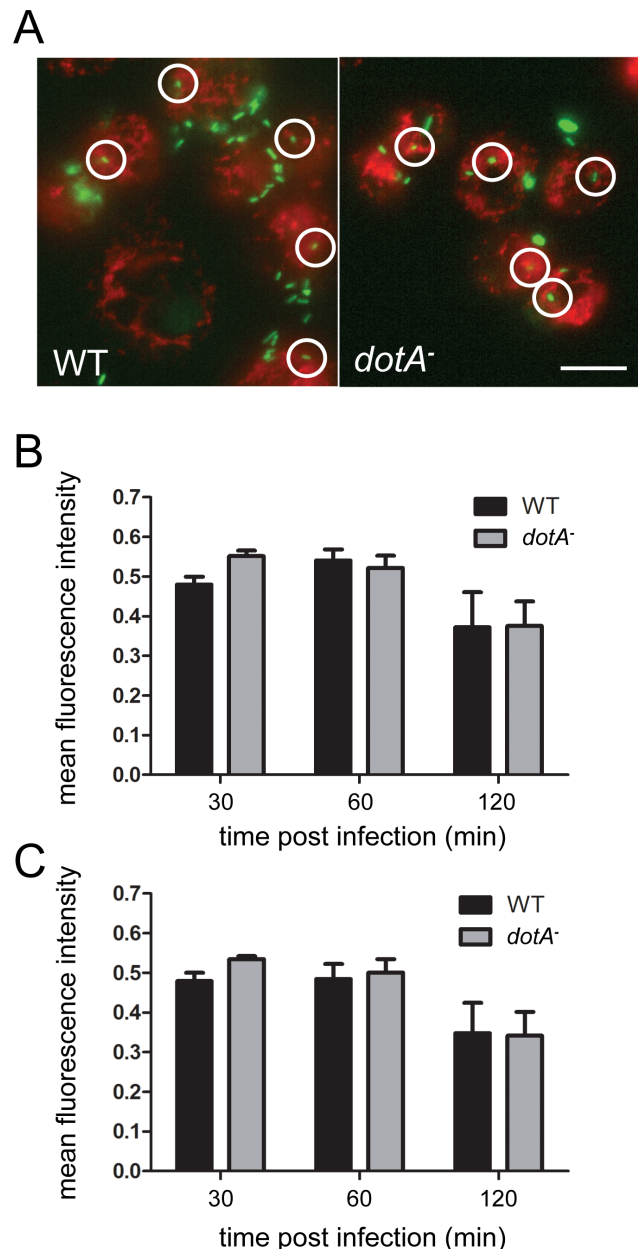 A
WT
dotA-
B
mean fluorescence intensity
0.7
0.6
0.5
0.4
0.3
0.2
0.1
0.0
WT
dotA-
30 60 120
time post infection (min)
C
mean fluorescence intensity
0.7
0.6
0.5
0.4
0.3
0.2
0.1
0.0
WT
dotA-
30 60 120
time post infection (min)